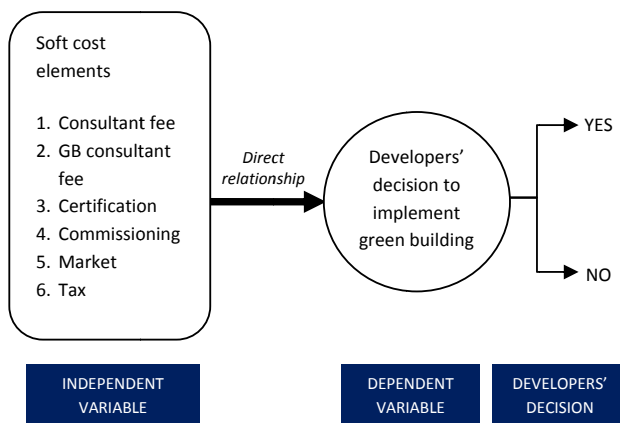 Soft cost
elements
1. Consultant fee
2. GB consultant
fee
3. Certification
4. Commissioning
5. Market
6. Tax
Direct
relationship
Developers’
decision to
implement
green building
YES
NO
INDEPENDENT
VARIABLE
DEPENDENT
VARIABLE
DEVELOPERS’
DECISION